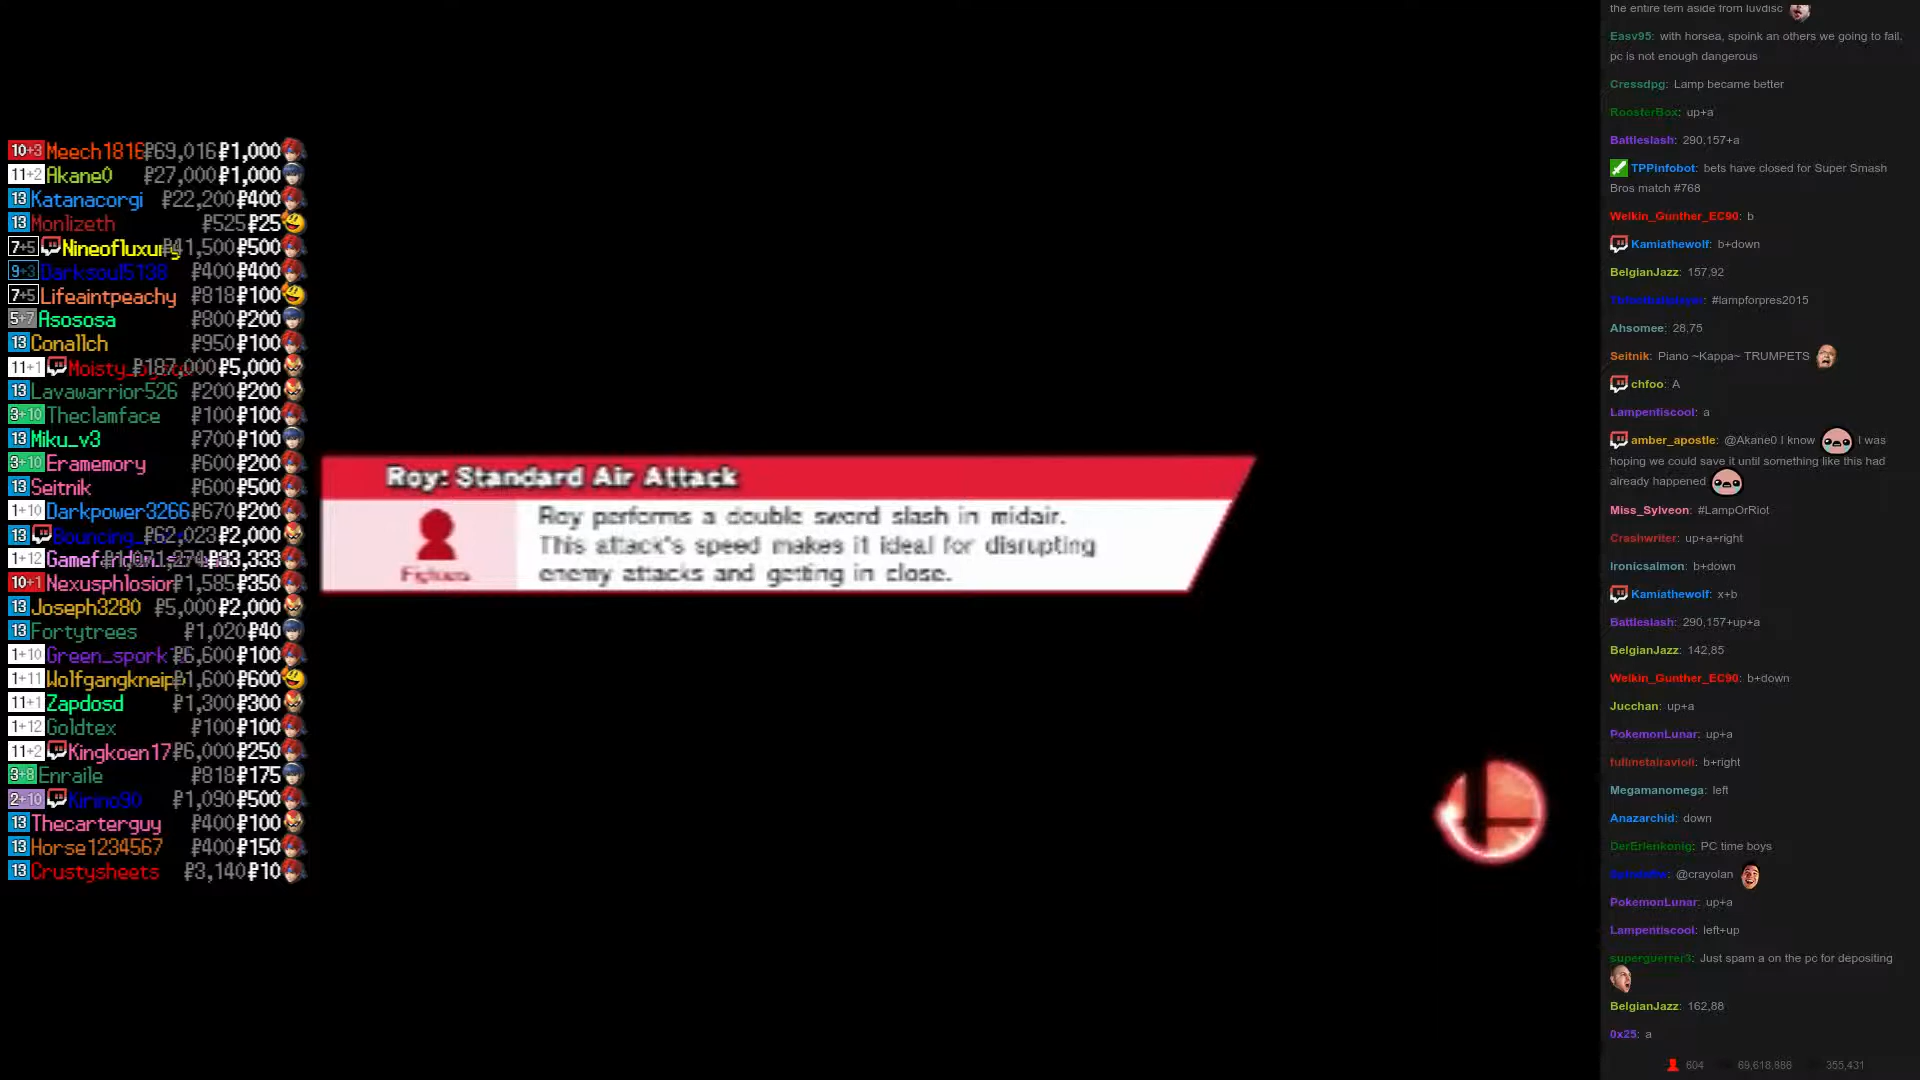 10+3 Meech1816 ₽69,016 ₽1,000
11+2 Akane0 ₽27,000 ₽1,000
13 Katanacorgi ₽22,200 ₽400
13 Monlizeth ₽525 ₽25
7+5 Nineofluxury ₽41,500 ₽500
9+3 Darksoul5138 ₽400 ₽400
7+5 Lifeaintpeachy ₽818 ₽100
5+7 Asososa ₽800 ₽200
13 Conallch ₽950 ₽100
11+1 ₽187,000 ₽5,000
13 Lavawarrior526 ₽200 ₽200
3+10 Theclamface ₽100 ₽100
13 Miku_v3 ₽700 ₽100
3+10 Eramemory ₽600 ₽200
13 Seitnik ₽600 ₽500
1+10 Darkpower3266 ₽670 ₽200
13 ₽62,023 ₽2,000
1+12 ₽1,071,274 ₽33,333
10+1 Nexusphlosion ₽1,585 ₽350
13 Joseph3280 ₽5,000 ₽2,000
13 Fortytrees ₽1,020 ₽40
1+10 Green_spork ₽6,600 ₽100
1+11 Wolfgangkneip ₽1,600 ₽600
11+1 Zapdosd ₽1,300 ₽300
1+12 Goldtex ₽100 ₽100
11+2 Kingkoen17 ₽6,000 ₽250
3+8 Enraile ₽818 ₽175
2+10 Kirino90 ₽1,090 ₽500
13 Thecarterguy ₽400 ₽100
13 Horse1234567 ₽400 ₽150
13 Crustysheets ₽3,140 ₽10
Roy: Standard Air Attack
Fighters
Roy performs a double sword slash in midair.
This attack's speed makes it ideal for disrupting
enemy attacks and getting in close.
the entire tem aside from luvdisc
Easv95: with horsea, spoink an others we going to fail.
pc is not enough dangerous
Cressdpg: Lamp became better
RoosterBox: up+a
Battleslash: 290,157+a
TPPinfobot: bets have closed for Super Smash
Bros match #768
Welkin_Gunther_EC90: b
Kamiathewolf: b+down
BelgianJazz: 157,92
#lampforpres2015
Ahsomee: 28,75
Seitnik: Piano ~Kappa~ TRUMPETS
chfoo: A
Lampentiscool: a
amber_apostle: @Akane0 I know I was
hoping we could save it until something like this had
already happened
Miss_Sylveon: #LampOrRiot
Crashwriter: up+a+right
Ironicsalmon: b+down
Kamiathewolf: x+b
Battleslash: 290,157+up+a
BelgianJazz: 142,85
Welkin_Gunther_EC90: b+down
Jucchan: up+a
PokemonLunar: up+a
fullmetalravioli: b+right
Megamanomega: left
Anazarchid: down
DerErlenkonig: PC time boys
@crayolan
PokemonLunar: up+a
Lampentiscool: left+up
superguerrer3: Just spam a on the pc for depositing
BelgianJazz: 162,88
0x25: a
604 69,618,886 355,431